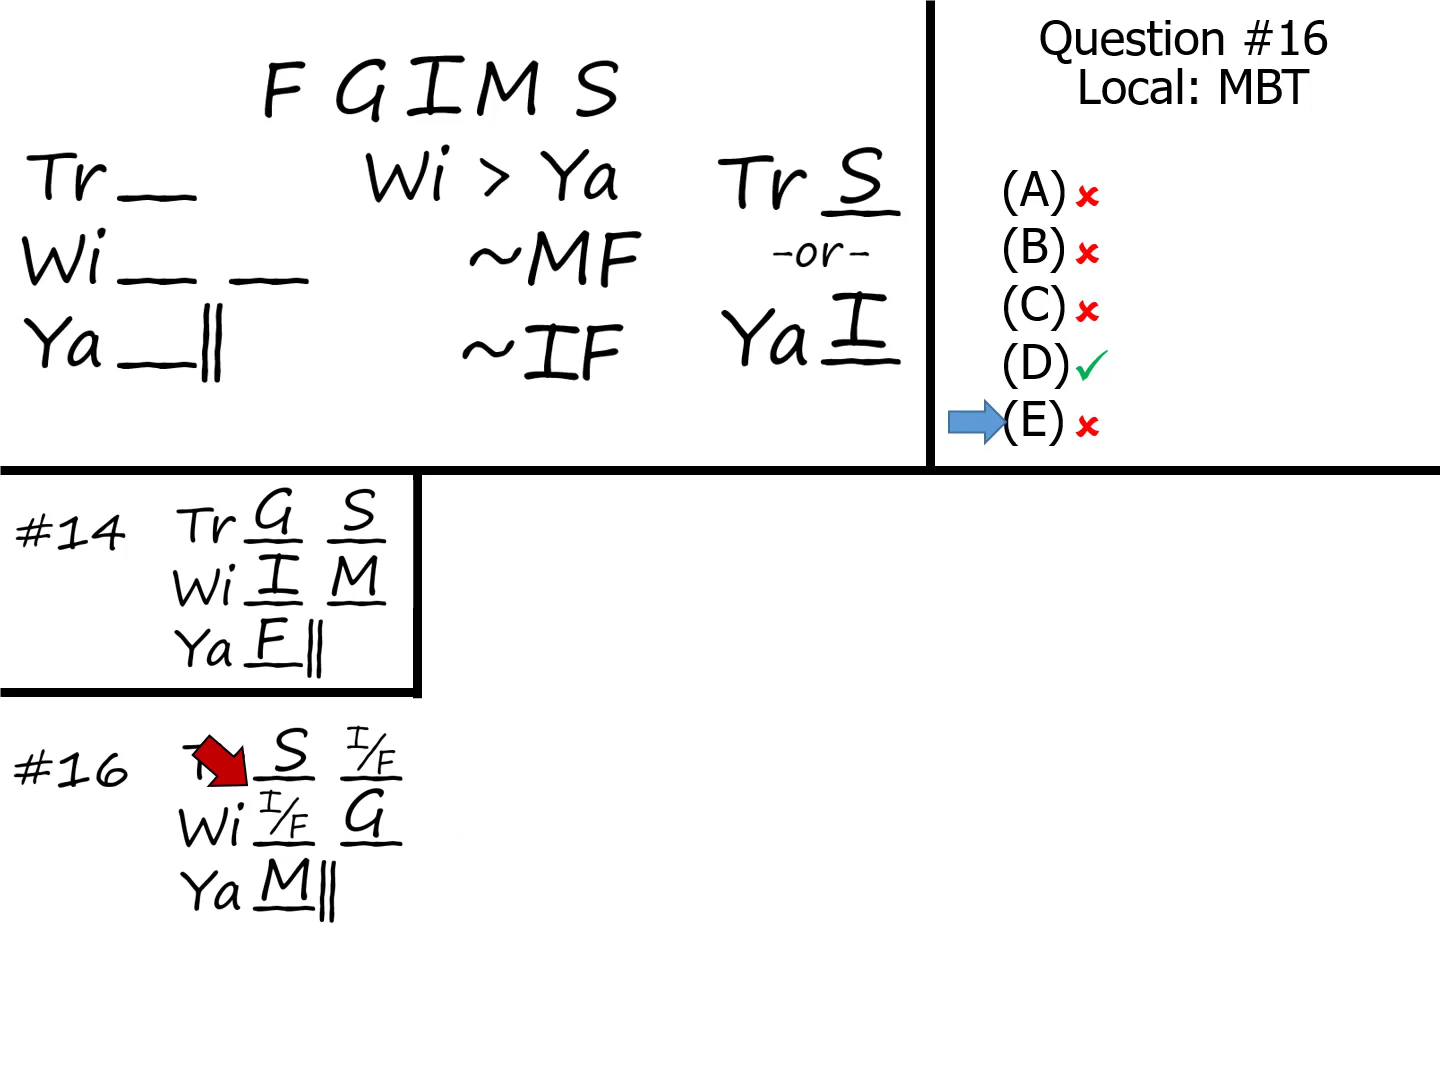 F G I M S
Tr __
Wi __ __
Ya __||
Wi > Ya
~MF
~IF
Tr S
-or-
Ya I
Question #16
Local: MBT
(A) ✘
(B) ✘
(C) ✘
(D) ✓
(E) ✘
#14
Tr G S
Wi I M
Ya F||
#16
T S I/F
Wi I/F G
Ya M||